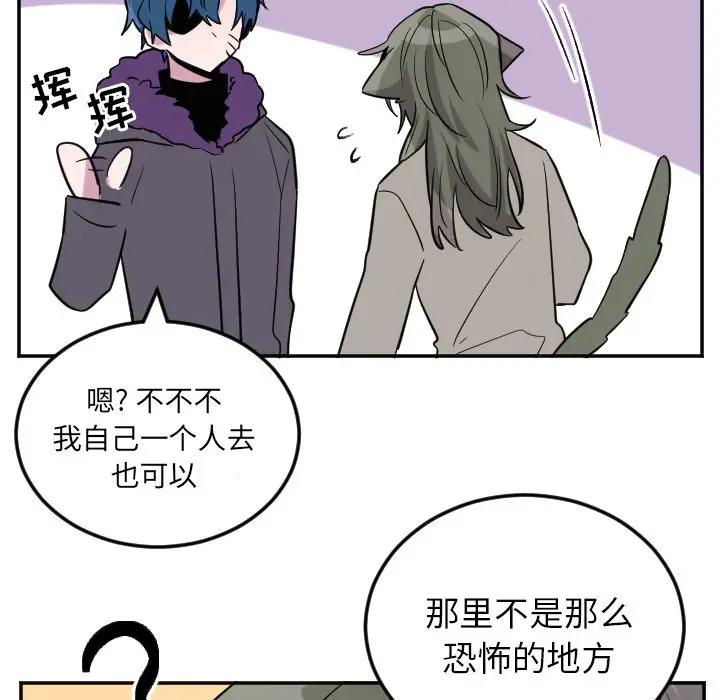 挥
挥
嗯? 不不不
我自己一个人去
也可以
?
那里不是那么
恐怖的地方